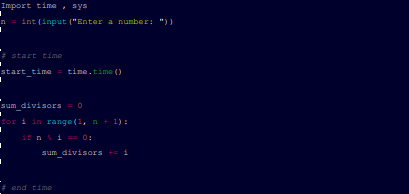 Import time , sys
n = int(input("Enter a number: "))
# start time
start_time = time.time()
sum_divisors = 0
for i in range(1, n + 1):
if n % i == 0:
sum_divisors += i
# end time